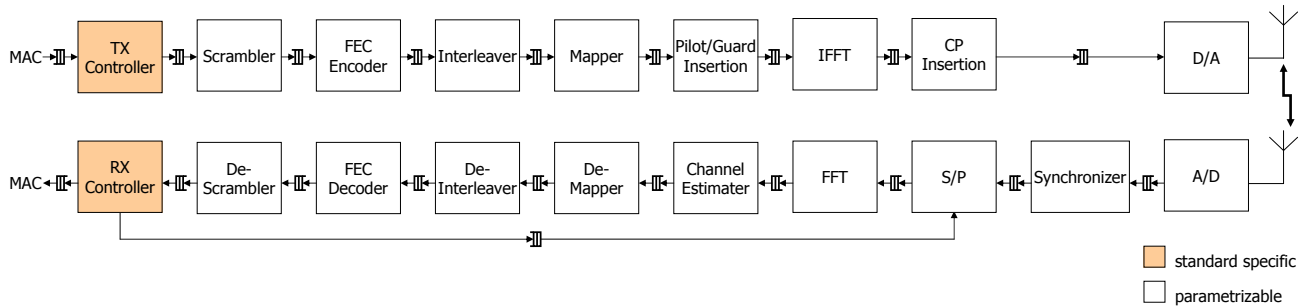 MAC
TX
Controller
Scrambler
FEC
Encoder
Interleaver
Mapper
Pilot/Guard
Insertion
IFFT
CP
Insertion
D/A
MAC
RX
Controller
De-
Scrambler
FEC
Decoder
De-
Interleaver
De-
Mapper
Channel
Estimater
FFT
S/P
Synchronizer
A/D
standard specific
parametrizable